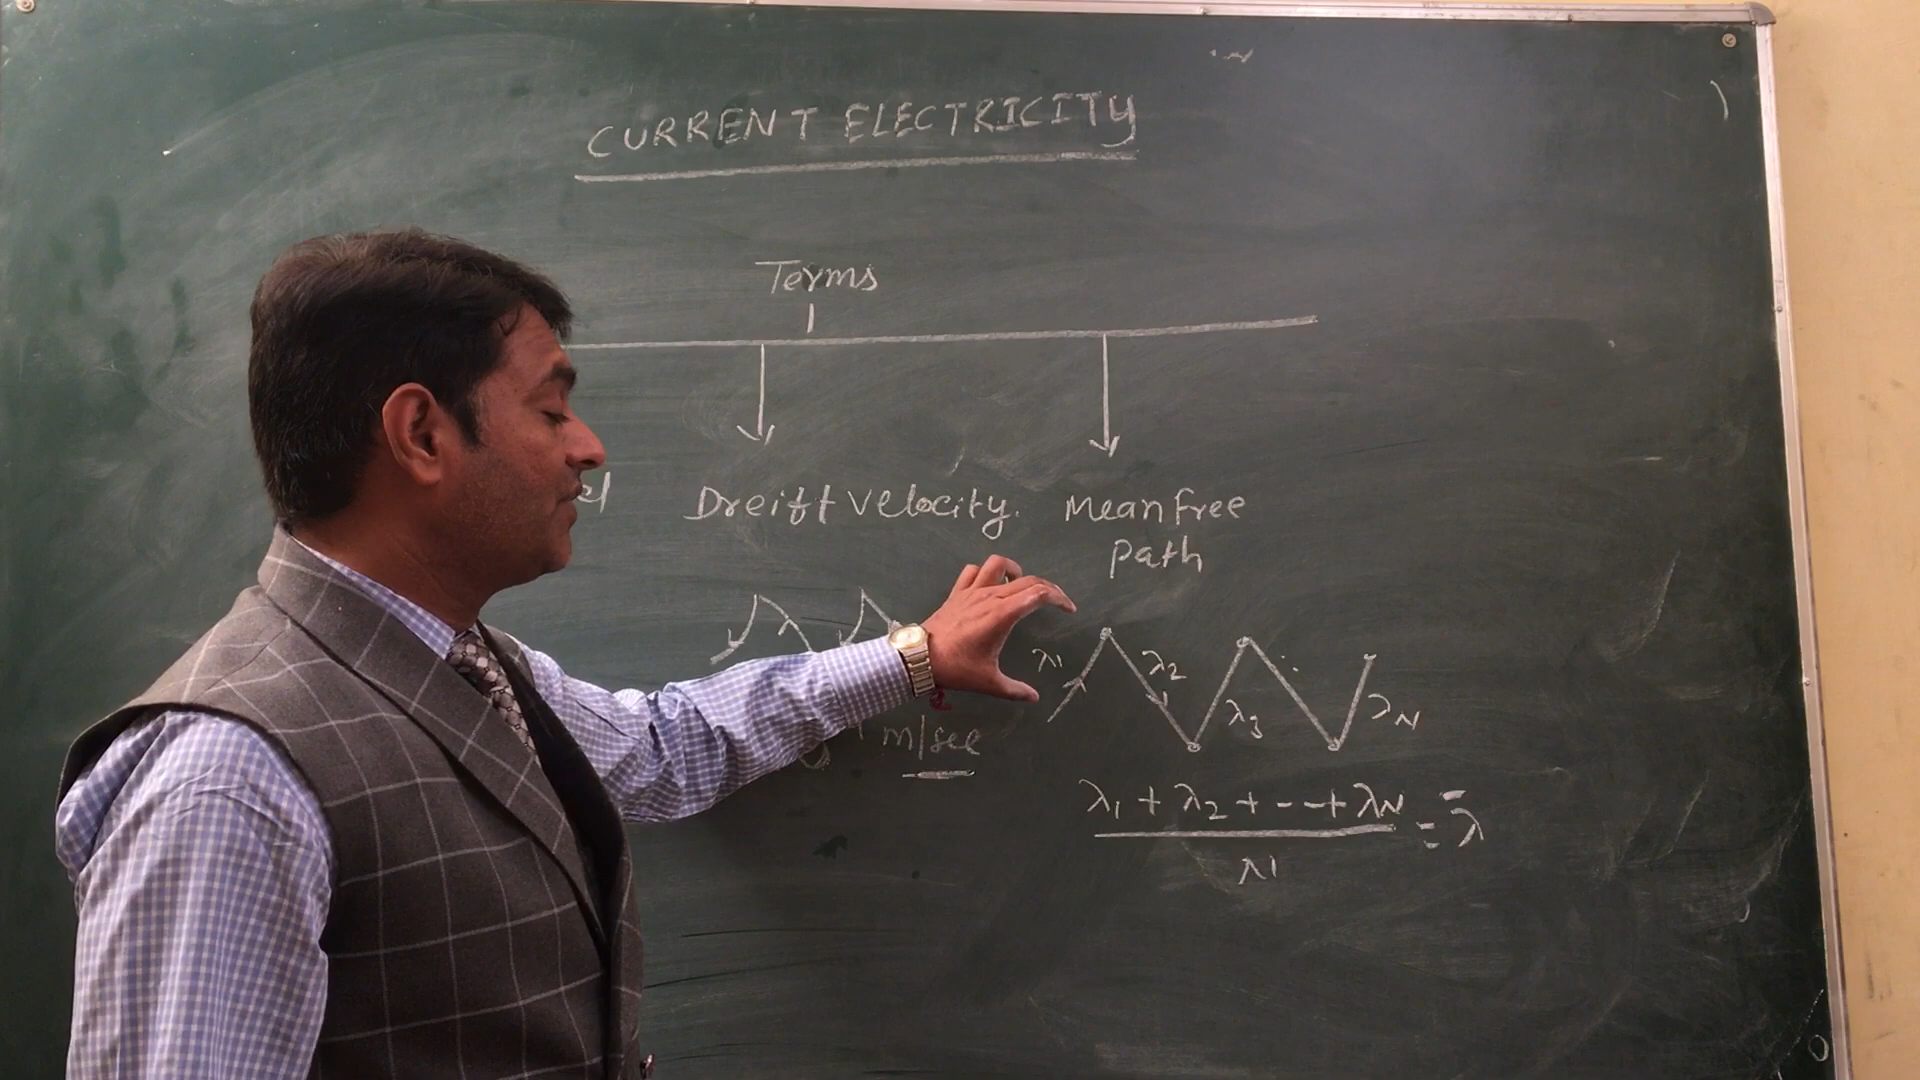 CURRENT ELECTRICITY
Terms
Dreift velocity. Mean free
path
λ1 λ2 λ3 λN
m/sec
λ1 + λ2 + --+ λN = λ̄
N